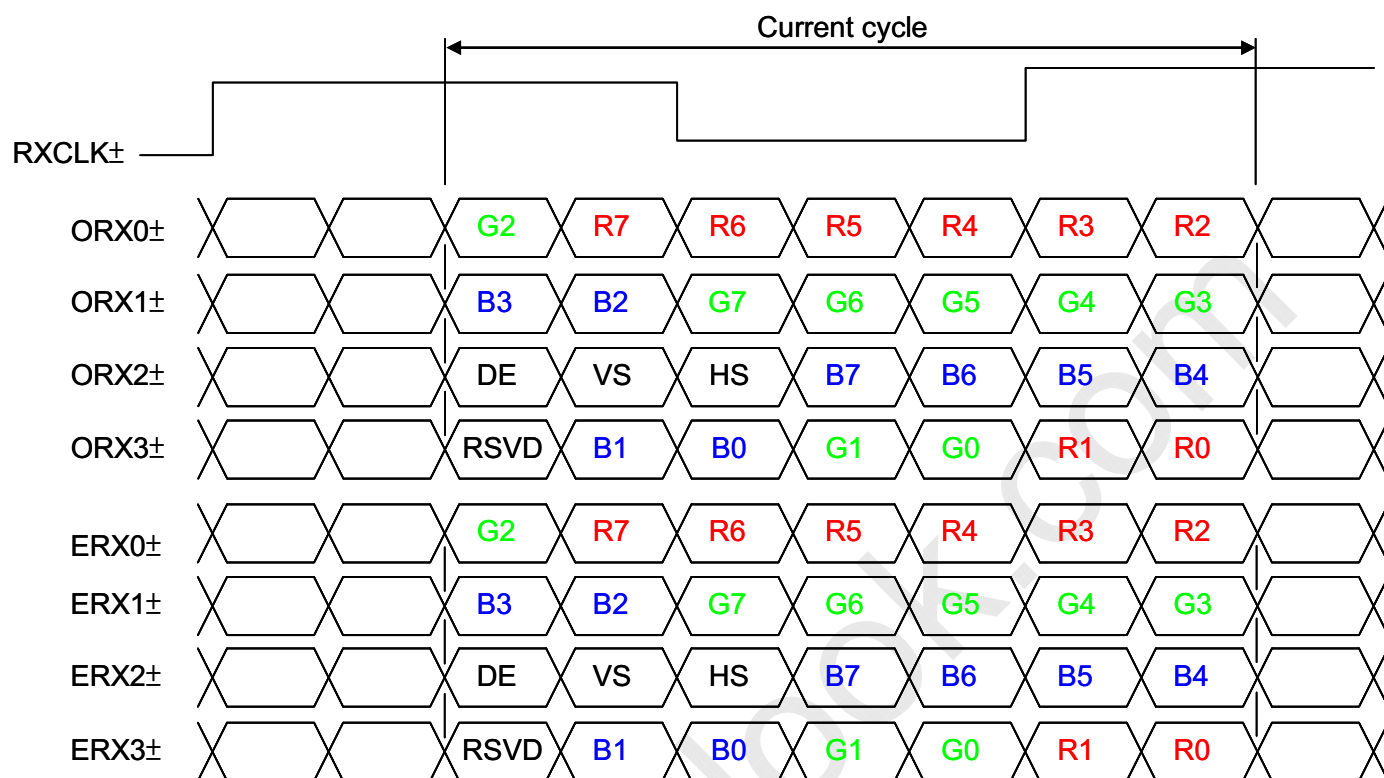 Current cycle
RXCLK±
ORX0± G2 R7 R6 R5 R4 R3 R2
ORX1± B3 B2 G7 G6 G5 G4 G3
ORX2± DE VS HS B7 B6 B5 B4
ORX3± RSVD B1 B0 G1 G0 R1 R0
ERX0± G2 R7 R6 R5 R4 R3 R2
ERX1± B3 B2 G7 G6 G5 G4 G3
ERX2± DE VS HS B7 B6 B5 B4
ERX3± RSVD B1 B0 G1 G0 R1 R0
look.com